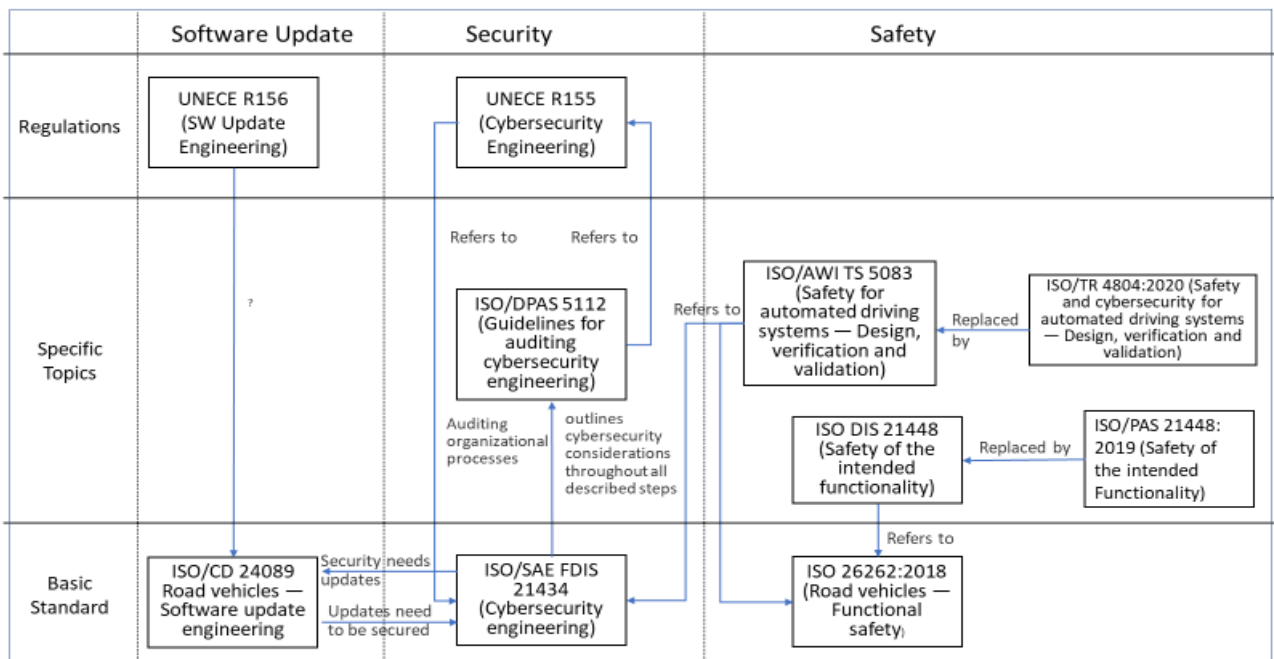 Software Update
Security
Safety
Regulations
UNECE R156
(SW Update
Engineering)
UNECE R155
(Cybersecurity
Engineering)
Specific
Topics
?
Refers to
Refers to
ISO/DPAS 5112
(Guidelines for
auditing
cybersecurity
engineering)
Auditing
organizational
processes
outlines
cybersecurity
considerations
throughout all
described steps
Refers to
ISO/AWI TS 5083
(Safety for
automated driving
systems — Design,
verification and
validation)
Replaced
by
ISO/TR 4804:2020 (Safety
and cybersecurity for
automated driving systems
— Design, verification and
validation)
ISO DIS 21448
(Safety of the
intended
functionality)
Replaced by
ISO/PAS 21448:
2019 (Safety of
the intended
Functionality)
Refers to
Basic
Standard
ISO/CD 24089
Road vehicles —
Software update
engineering
Security needs
updates
Updates need
to be secured
ISO/SAE FDIS
21434
(Cybersecurity
engineering)
ISO 26262:2018
(Road vehicles —
Functional
safety)